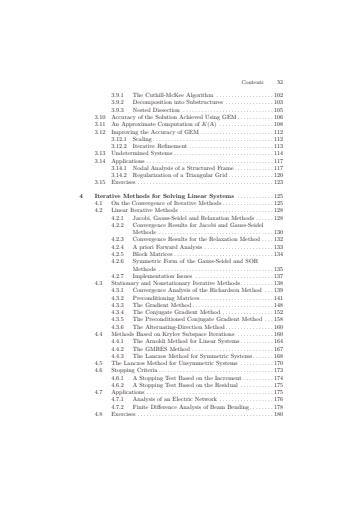 Contents XI
3.9.1 The Cuthill-McKee Algorithm . . . . . . . . . . . . . . . . . . . 102
3.9.2 Decomposition into Substructures . . . . . . . . . . . . . . . . 103
3.9.3 Nested Dissection . . . . . . . . . . . . . . . . . . . . . . . . . . . . . . 105
3.10 Accuracy of the Solution Achieved Using GEM . . . . . . . . . . . . 106
3.11 An Approximate Computation of K(A) . . . . . . . . . . . . . . . . . . 108
3.12 Improving the Accuracy of GEM . . . . . . . . . . . . . . . . . . . . . . . . 112
3.12.1 Scaling . . . . . . . . . . . . . . . . . . . . . . . . . . . . . . . . . . . . . . . . 112
3.12.2 Iterative Refinement . . . . . . . . . . . . . . . . . . . . . . . . . . . . 113
3.13 Undetermined Systems . . . . . . . . . . . . . . . . . . . . . . . . . . . . . . . . . 114
3.14 Applications . . . . . . . . . . . . . . . . . . . . . . . . . . . . . . . . . . . . . . . . . . 117
3.14.1 Nodal Analysis of a Structured Frame . . . . . . . . . . . . . 117
3.14.2 Regularization of a Triangular Grid . . . . . . . . . . . . . . . 120
3.15 Exercises . . . . . . . . . . . . . . . . . . . . . . . . . . . . . . . . . . . . . . . . . . . . . 123
4 Iterative Methods for Solving Linear Systems . . . . . . . . . . . . . 125
4.1 On the Convergence of Iterative Methods . . . . . . . . . . . . . . . . . 125
4.2 Linear Iterative Methods . . . . . . . . . . . . . . . . . . . . . . . . . . . . . . . 128
4.2.1 Jacobi, Gauss-Seidel and Relaxation Methods . . . . . . 128
4.2.2 Convergence Results for Jacobi and Gauss-Seidel
Methods . . . . . . . . . . . . . . . . . . . . . . . . . . . . . . . . . . . . . . 130
4.2.3 Convergence Results for the Relaxation Method . . . . 132
4.2.4 A priori Forward Analysis . . . . . . . . . . . . . . . . . . . . . . . 133
4.2.5 Block Matrices . . . . . . . . . . . . . . . . . . . . . . . . . . . . . . . . . 134
4.2.6 Symmetric Form of the Gauss-Seidel and SOR
Methods . . . . . . . . . . . . . . . . . . . . . . . . . . . . . . . . . . . . . . 135
4.2.7 Implementation Issues . . . . . . . . . . . . . . . . . . . . . . . . . . 137
4.3 Stationary and Nonstationary Iterative Methods . . . . . . . . . . . 138
4.3.1 Convergence Analysis of the Richardson Method . . . . 139
4.3.2 Preconditioning Matrices . . . . . . . . . . . . . . . . . . . . . . . . 141
4.3.3 The Gradient Method . . . . . . . . . . . . . . . . . . . . . . . . . . . 148
4.3.4 The Conjugate Gradient Method . . . . . . . . . . . . . . . . . 152
4.3.5 The Preconditioned Conjugate Gradient Method . . . 158
4.3.6 The Alternating-Direction Method . . . . . . . . . . . . . . . . 160
4.4 Methods Based on Krylov Subspace Iterations . . . . . . . . . . . . . 160
4.4.1 The Arnoldi Method for Linear Systems . . . . . . . . . . . 164
4.4.2 The GMRES Method . . . . . . . . . . . . . . . . . . . . . . . . . . . 167
4.4.3 The Lanczos Method for Symmetric Systems . . . . . . . 168
4.5 The Lanczos Method for Unsymmetric Systems . . . . . . . . . . . . 170
4.6 Stopping Criteria . . . . . . . . . . . . . . . . . . . . . . . . . . . . . . . . . . . . . . 173
4.6.1 A Stopping Test Based on the Increment . . . . . . . . . . 174
4.6.2 A Stopping Test Based on the Residual . . . . . . . . . . . 175
4.7 Applications . . . . . . . . . . . . . . . . . . . . . . . . . . . . . . . . . . . . . . . . . . 175
4.7.1 Analysis of an Electric Network . . . . . . . . . . . . . . . . . . 176
4.7.2 Finite Difference Analysis of Beam Bending . . . . . . . . 178
4.8 Exercises . . . . . . . . . . . . . . . . . . . . . . . . . . . . . . . . . . . . . . . . . . . . . 180